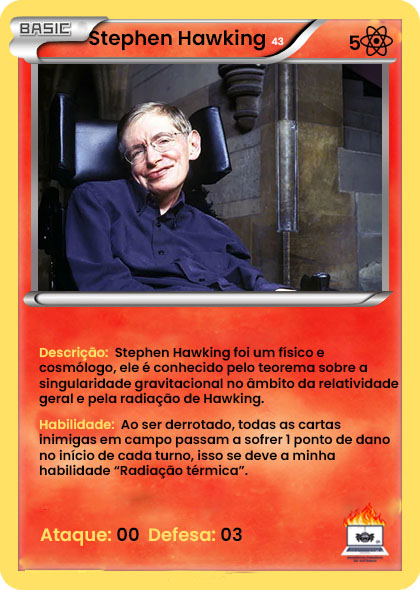 BASIC
Stephen Hawking 43
5
Descrição: Stephen Hawking foi um físico e
cosmólogo, ele é conhecido pelo teorema sobre a
singularidade gravitacional no âmbito da relatividade
geral e pela radiação de Hawking.
Habilidade: Ao ser derrotado, todas as cartas
inimigas em campo passam a sofrer 1 ponto de dano
no início de cada turno, isso se deve a minha
habilidade “Radiação térmica”.
Ataque: 00 Defesa: 03